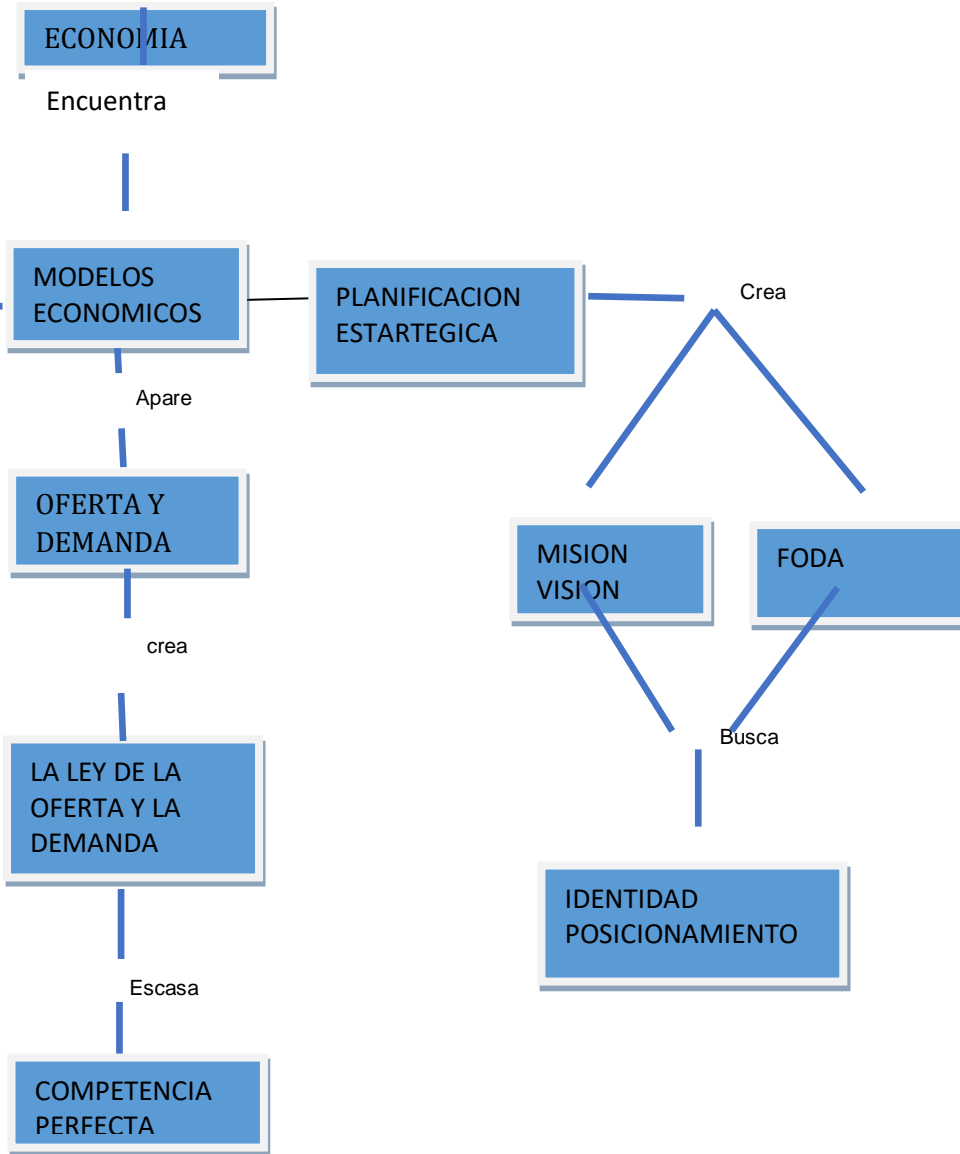 ECONOMIA
Encuentra
MODELOS
ECONOMICOS
PLANIFICACION
ESTARTEGICA
Crea
Apare
OFERTA Y
DEMANDA
MISION
VISION
FODA
crea
Busca
LA LEY DE LA
OFERTA Y LA
DEMANDA
IDENTIDAD
POSICIONAMIENTO
Escasa
COMPETENCIA
PERFECTA